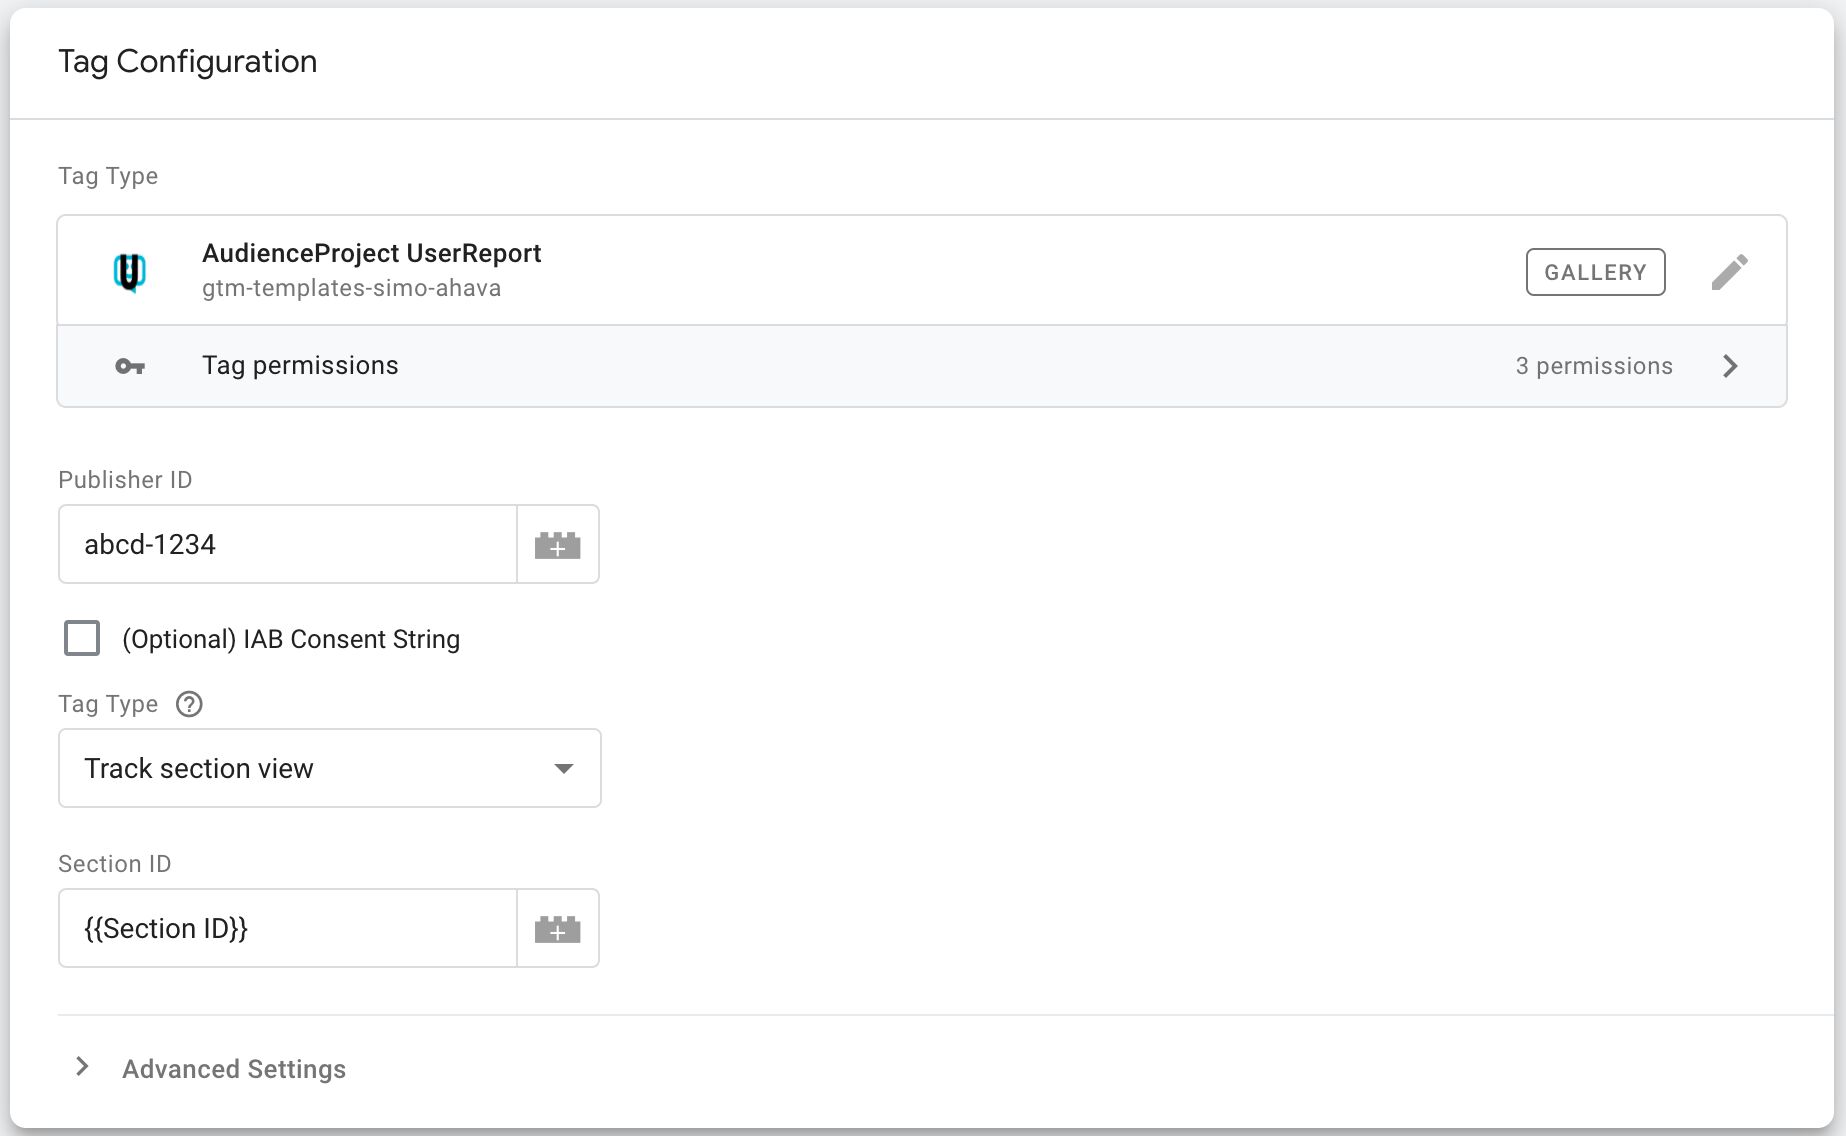 Tag Configuration
Tag Type
AudienceProject UserReport
gtm-templates-simo-ahava
GALLERY
Tag permissions
3 permissions
Publisher ID
abcd-1234
(Optional) IAB Consent String
Tag Type
Track section view
Section ID
{{Section ID}}
Advanced Settings